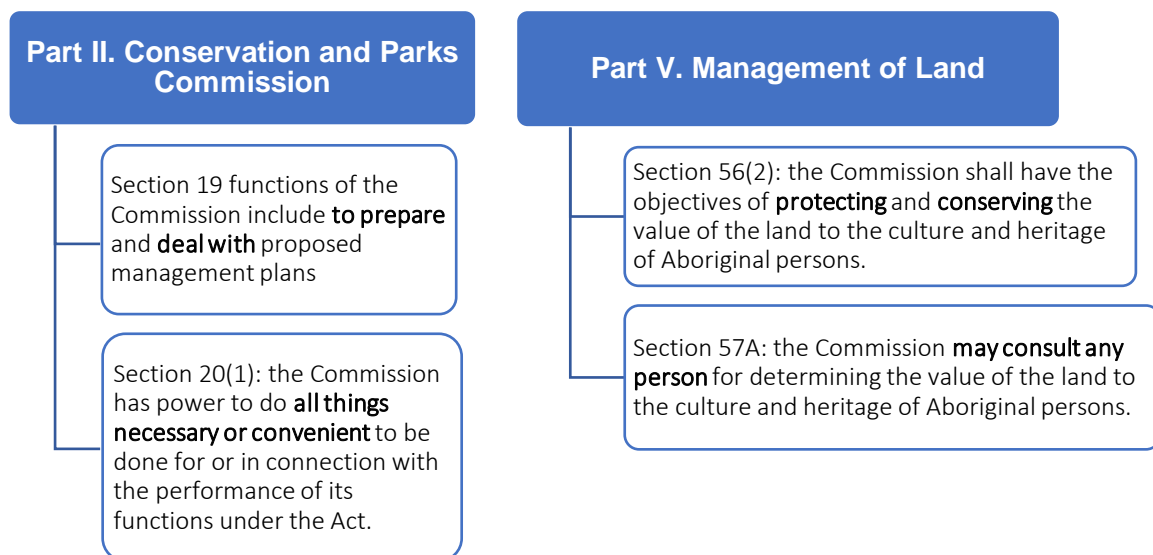 Part II. Conservation and Parks
Commission
Section 19 functions of the
Commission include to prepare
and deal with proposed
management plans
Section 20(1): the Commission
has power to do all things
necessary or convenient to be
done for or in connection with
the performance of its
functions under the Act.
Part V. Management of Land
Section 56(2): the Commission shall have the
objectives of protecting and conserving the
value of the land to the culture and heritage
of Aboriginal persons.
Section 57A: the Commission may consult any
person for determining the value of the land to
the culture and heritage of Aboriginal persons.